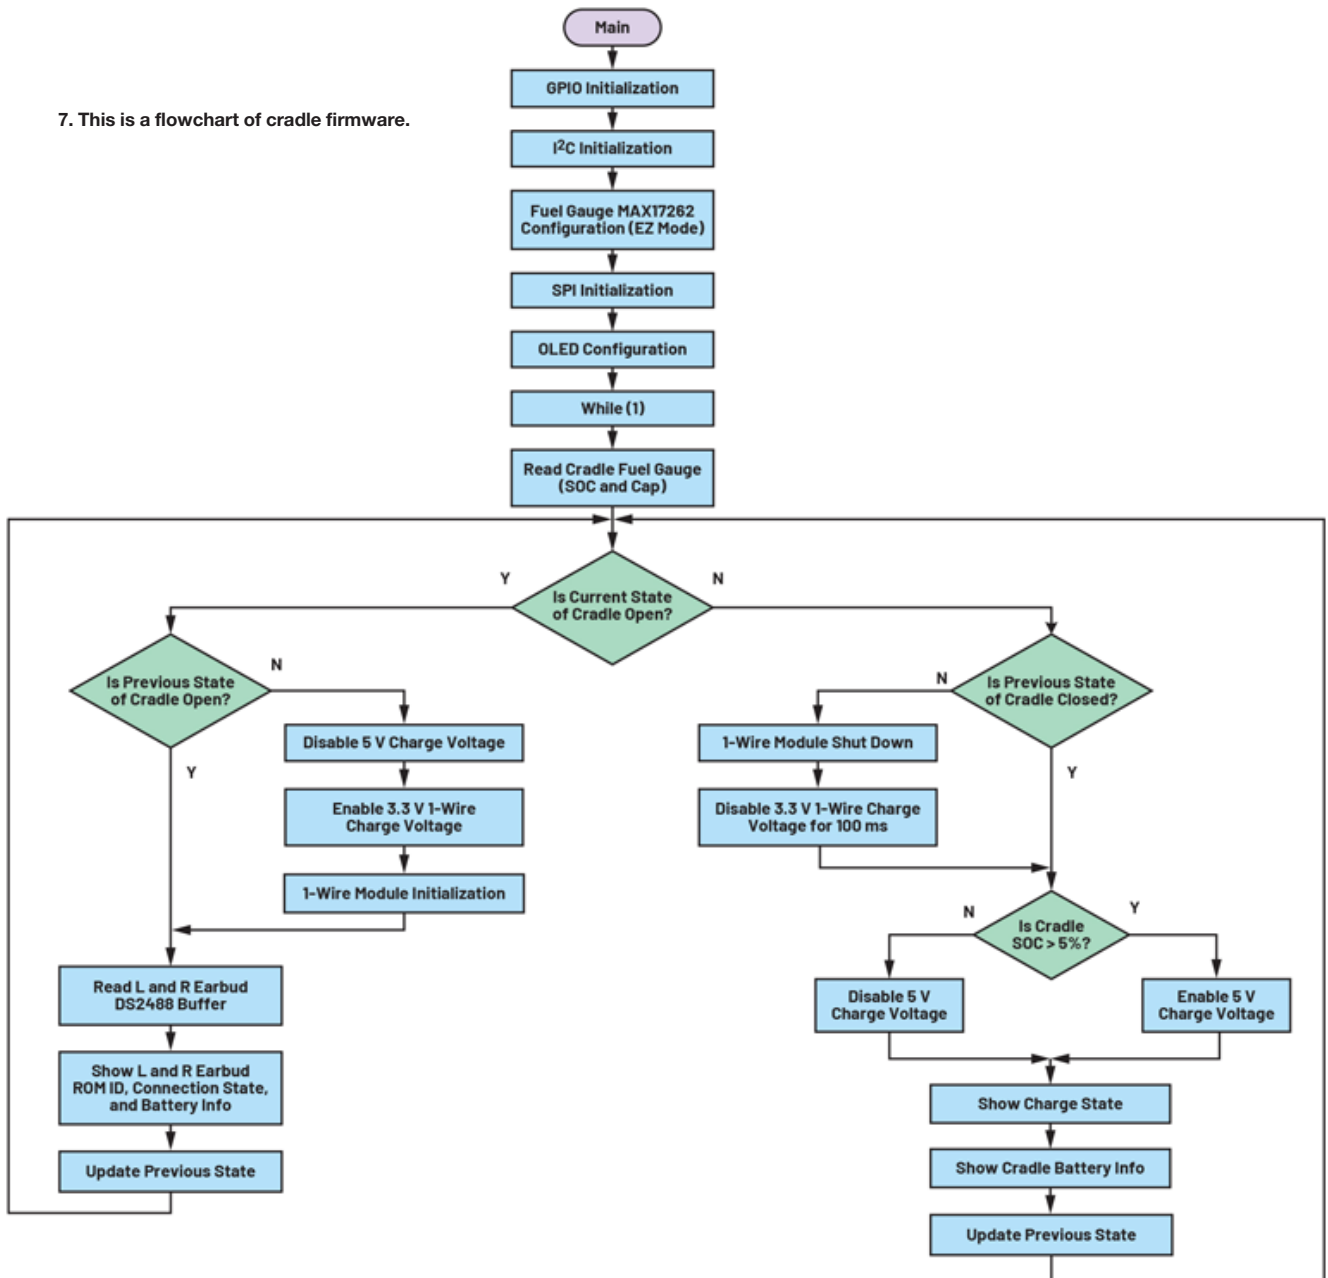 Main
GPIO Initialization
7. This is a flowchart of cradle firmware.
I²C Initialization
Fuel Gauge MAX17262
Configuration (EZ Mode)
SPI Initialization
OLED Configuration
While (1)
Read Cradle Fuel Gauge
(SOC and Cap)
Y
N
Is Current State
of Cradle Open?
Is Previous State
of Cradle Open?
N
Y
Disable 5 V Charge Voltage
Enable 3.3 V 1-Wire
Charge Voltage
1-Wire Module Initialization
Read L and R Earbud
DS2488 Buffer
Show L and R Earbud
ROM ID, Connection State,
and Battery Info
Update Previous State
N
Is Previous State
of Cradle Closed?
Y
1-Wire Module Shut Down
Disable 3.3 V 1-Wire Charge
Voltage for 100 ms
N
Y
Is Cradle
SOC > 5%?
Disable 5 V
Charge Voltage
Enable 5 V
Charge Voltage
Show Charge State
Show Cradle Battery Info
Update Previous State